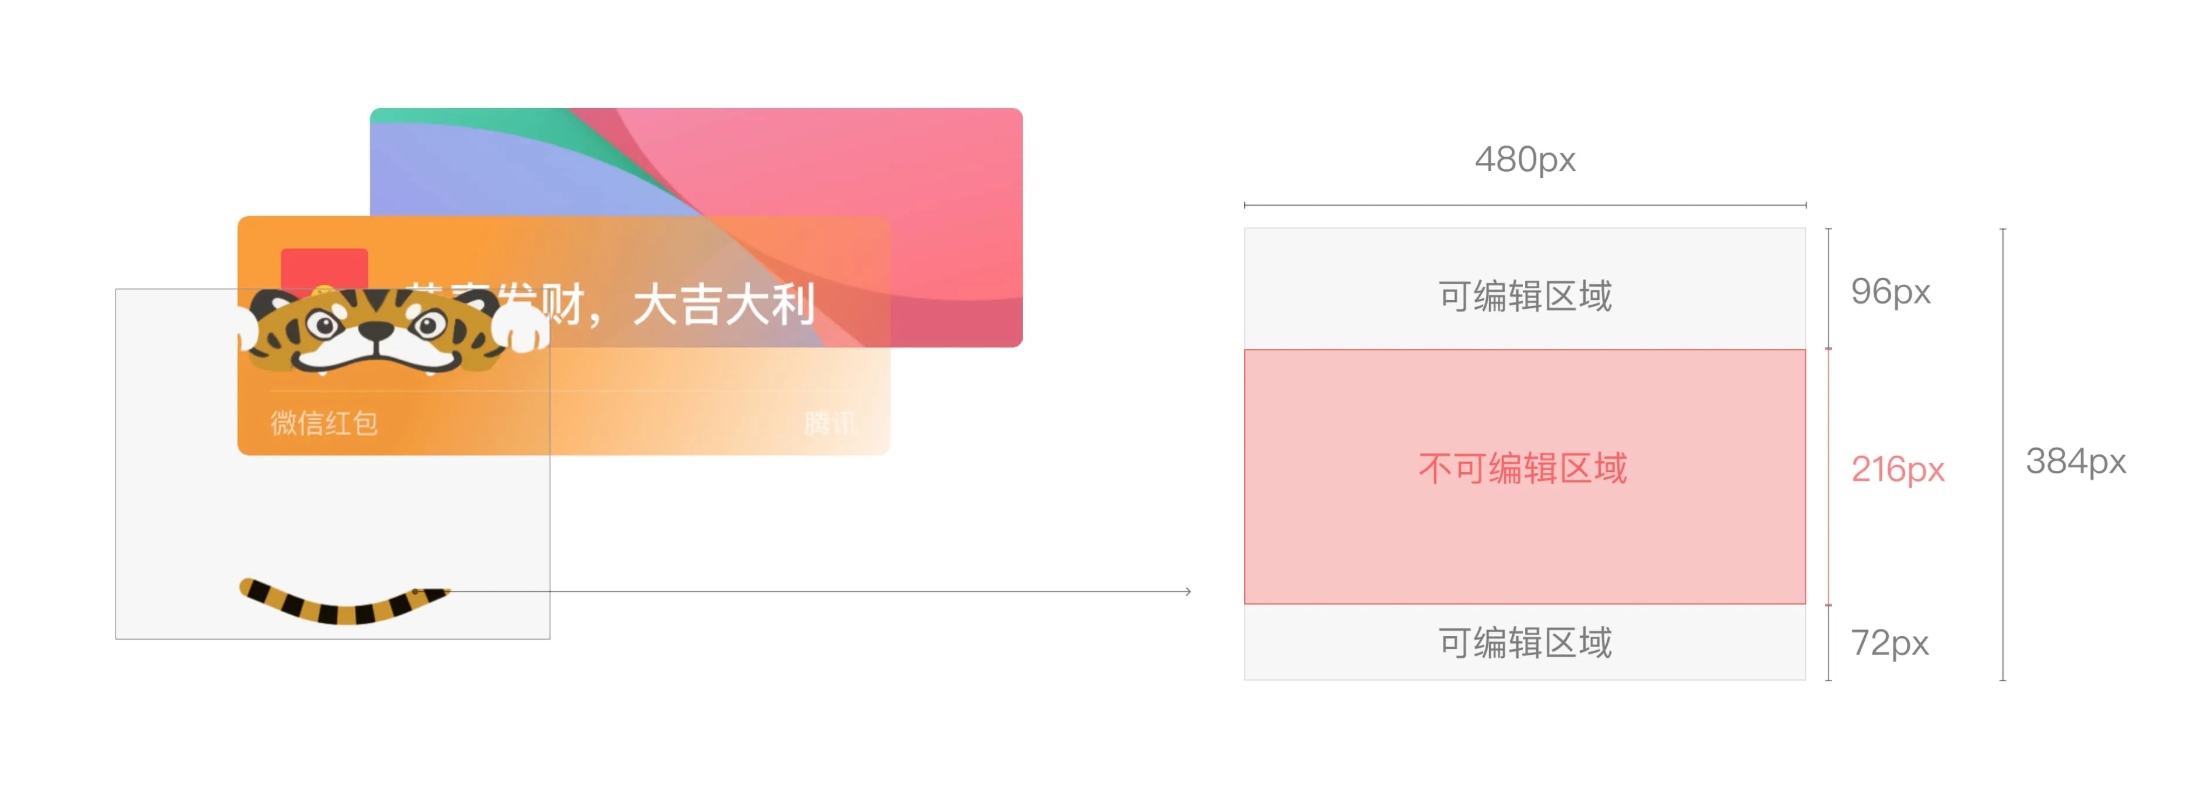 发财，大吉大利
微信红包
腾讯
480px
可编辑区域
96px
不可编辑区域
216px
384px
可编辑区域
72px